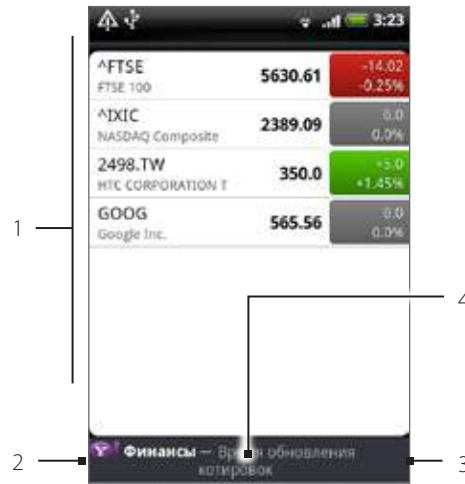 3:23
^FTSE 5630.61 -14.02
FTSE 100 -0.25%
^IXIC 2389.09 0.0
NASDAQ Composite 0.0%
2498.TW 350.0 +5.0
HTC CORPORATION T +1.45%
GOOG 565.56 0.0
Google Inc. 0.0%
1
4
2
Y! Финансы — Время обновления
котировок
3